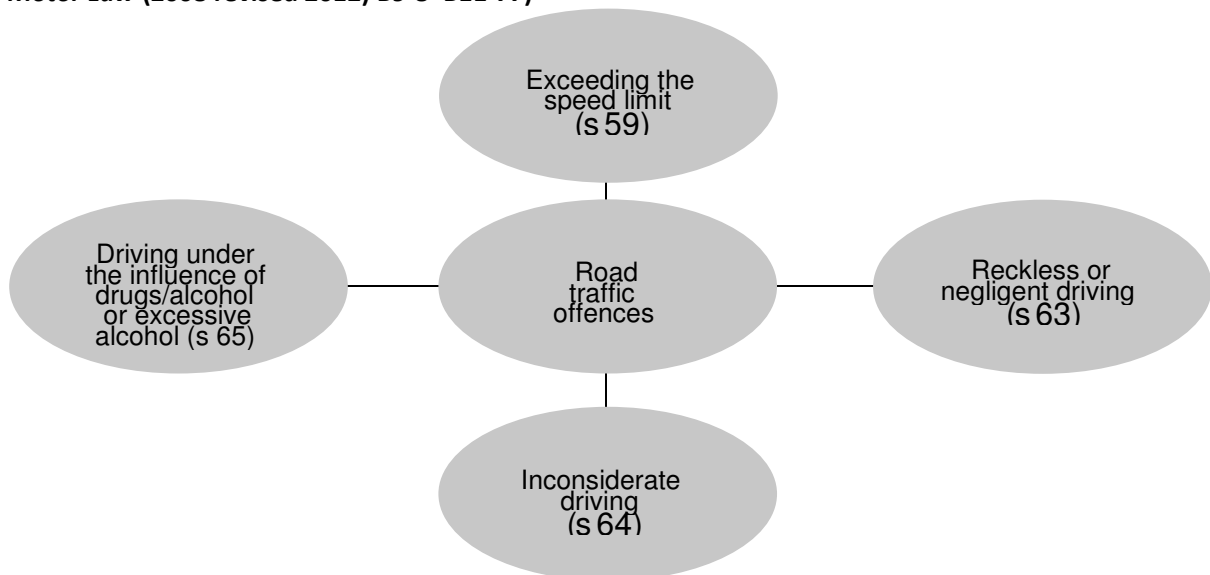 Exceeding the
speed limit
(s 59)
Driving under
the influence of
drugs/alcohol
or excessive
alcohol (s 65)
Road
traffic
offences
Reckless or
negligent driving
(s 63)
Inconsiderate
driving
(s 64)